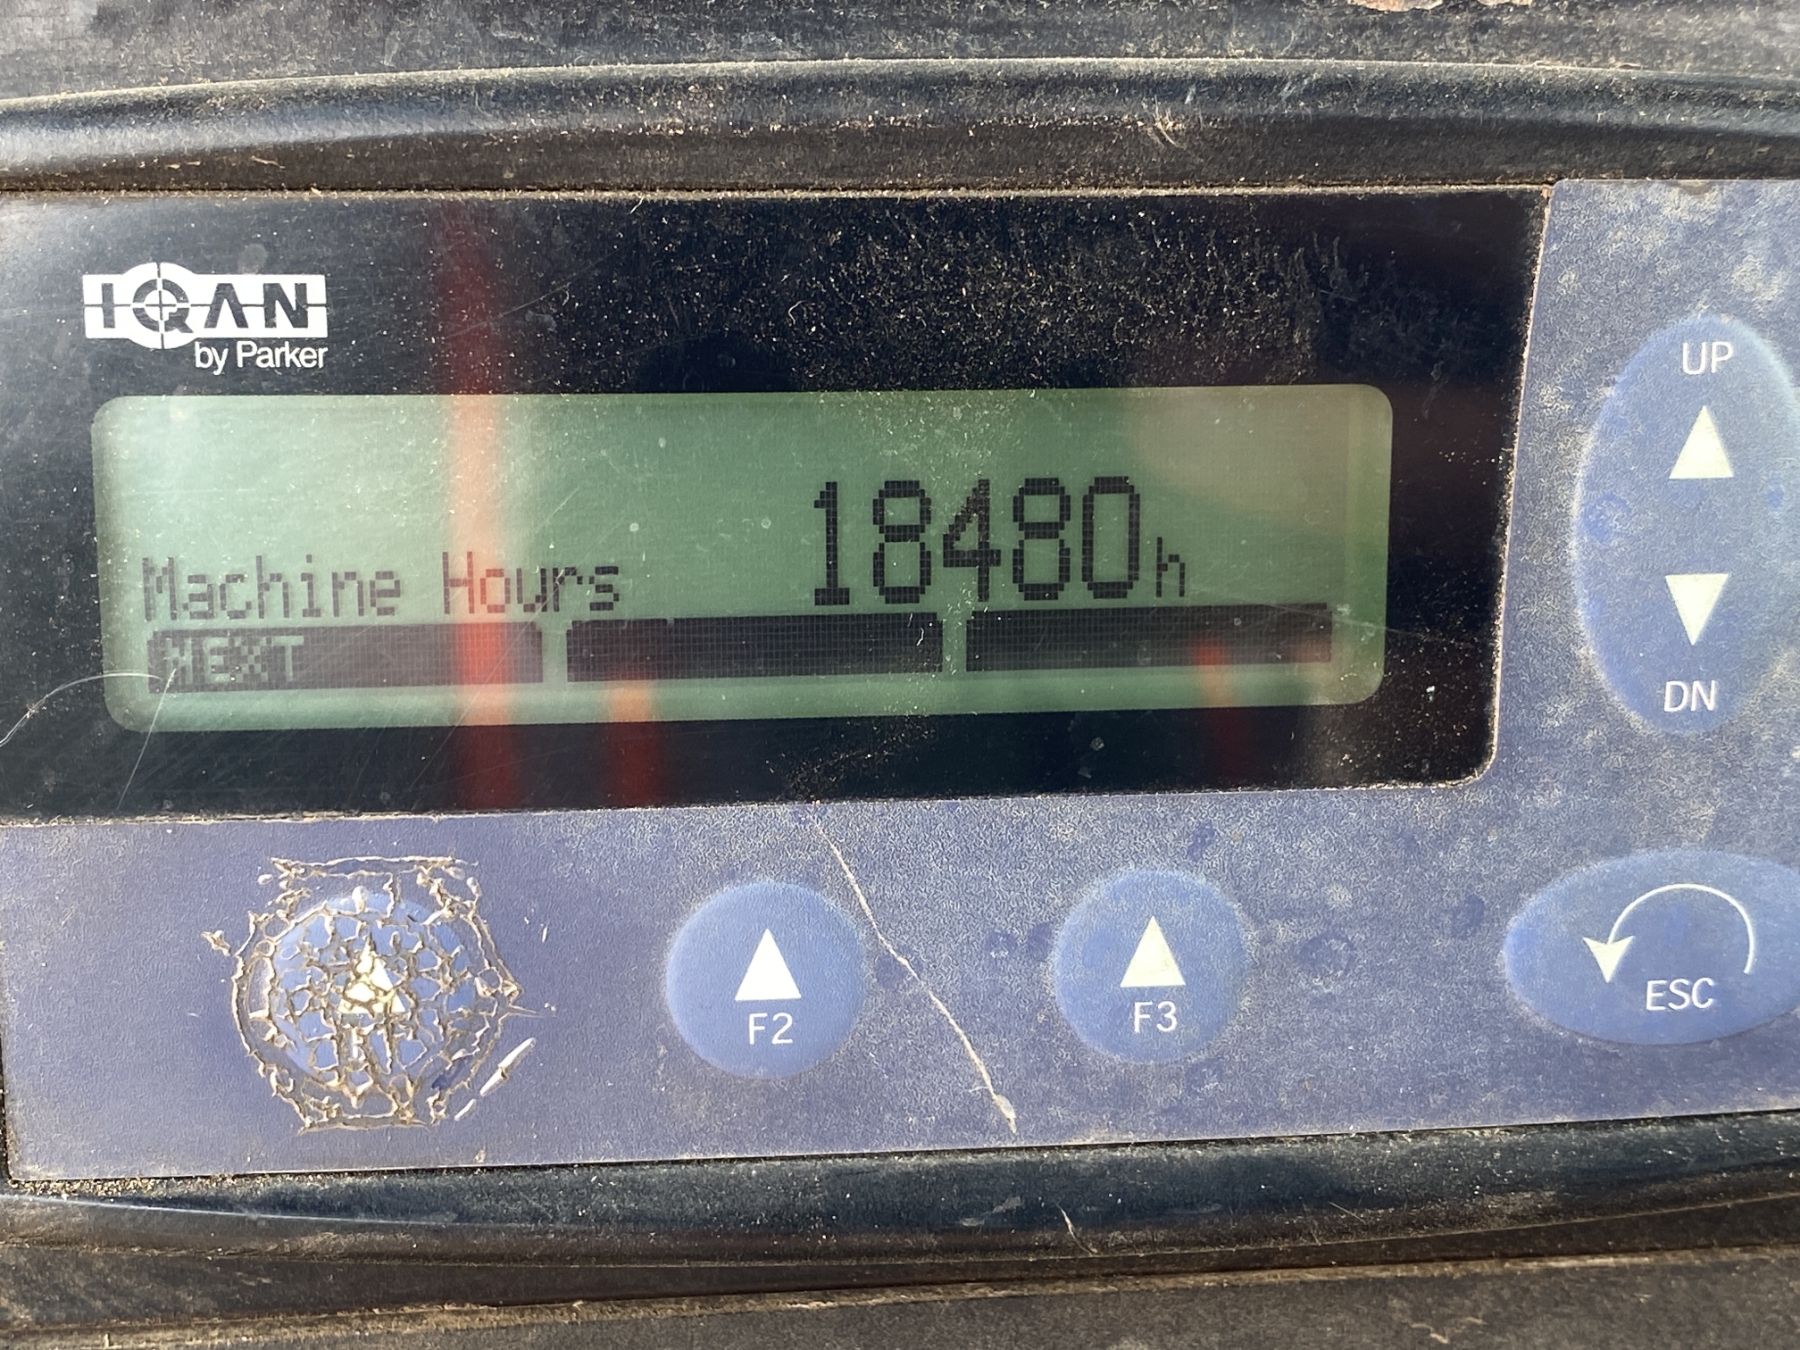 IQAN
by Parker
UP
Machine Hours 18480h
NEXT
DN
F2
F3
ESC